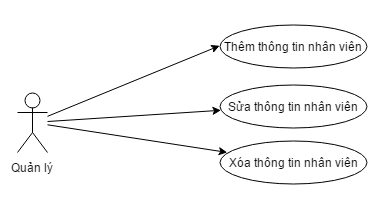 Thêm thông tin nhân viên
Sửa thông tin nhân viên
Quản lý
Xóa thông tin nhân viên